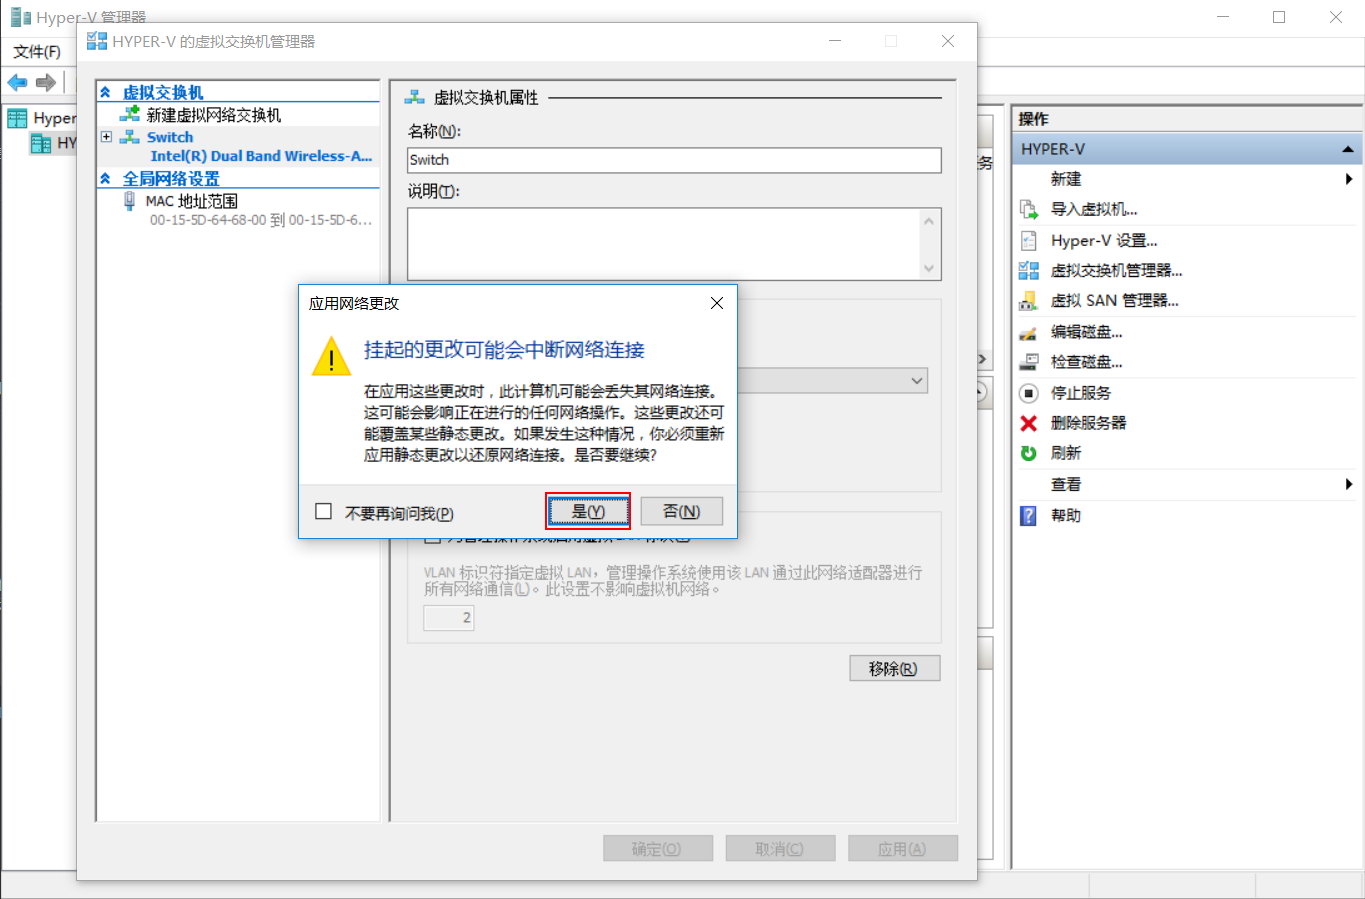 Hyper-V 管理器
文件(F)
Hyper
HY
HYPER-V 的虚拟交换机管理器
虚拟交换机
新建虚拟网络交换机
Switch
Intel(R) Dual Band Wireless-A...
全局网络设置
MAC 地址范围
00-15-5D-64-68-00 到 00-15-5D-6...
虚拟交换机属性
名称(N):
Switch
说明(T):
应用网络更改
挂起的更改可能会中断网络连接
在应用这些更改时，此计算机可能会丢失其网络连接。
这可能会影响正在进行的任何网络操作。这些更改还可
能覆盖某些静态更改。如果发生这种情况，你必须重新
应用静态更改以还原网络连接。是否要继续?
不要再询问我(P)
是(Y)
否(N)
VLAN 标识符指定虚拟 LAN，管理操作系统使用该 LAN 通过此网络适配器进行
所有网络通信(L)。此设置不影响虚拟机网络。
2
移除(R)
确定(O)
取消(C)
应用(A)
务
操作
HYPER-V
新建
导入虚拟机...
Hyper-V 设置...
虚拟交换机管理器...
虚拟 SAN 管理器...
编辑磁盘...
检查磁盘...
停止服务
删除服务器
刷新
查看
帮助